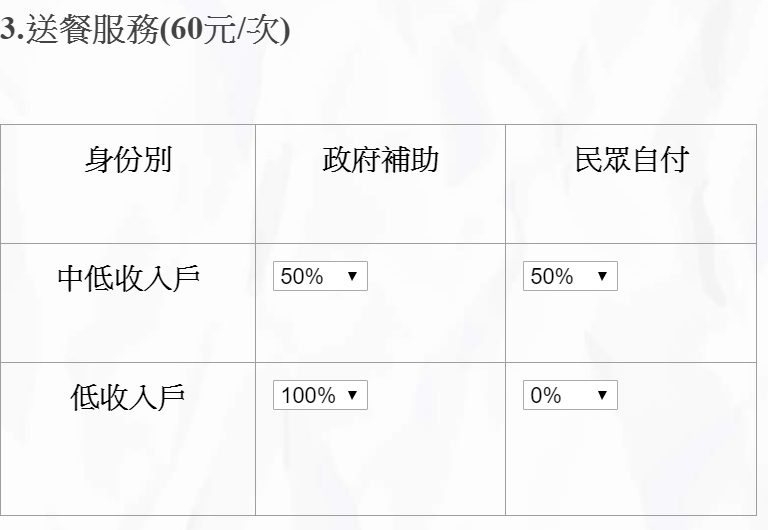 3.送餐服務(60元/次)
身份別 政府補助 民眾自付
中低收入戶 50% 50%
低收入戶 100% 0%